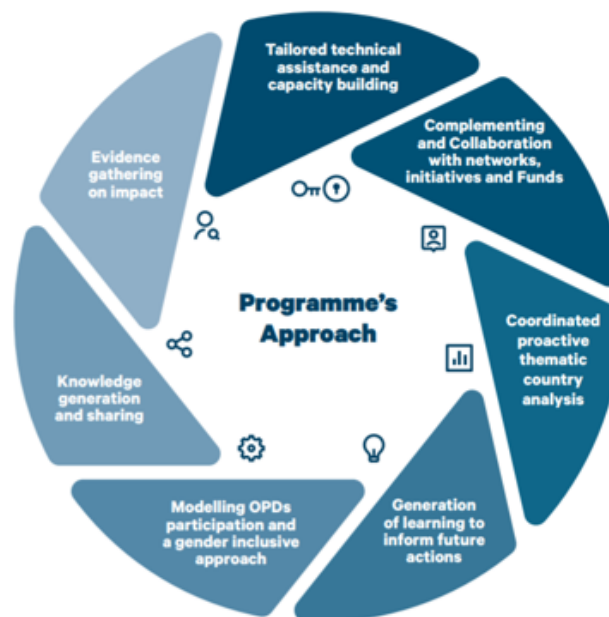 Tailored technical
assistance and
capacity building
Complementing
and Collaboration
with networks,
initiatives and Funds
Coordinated
proactive
thematic
country
analysis
Generation
of learning to
inform future
actions
Modelling OPDs
participation and
a gender inclusive
approach
Knowledge
generation
and sharing
Evidence
gathering
on impact
Programme's
Approach